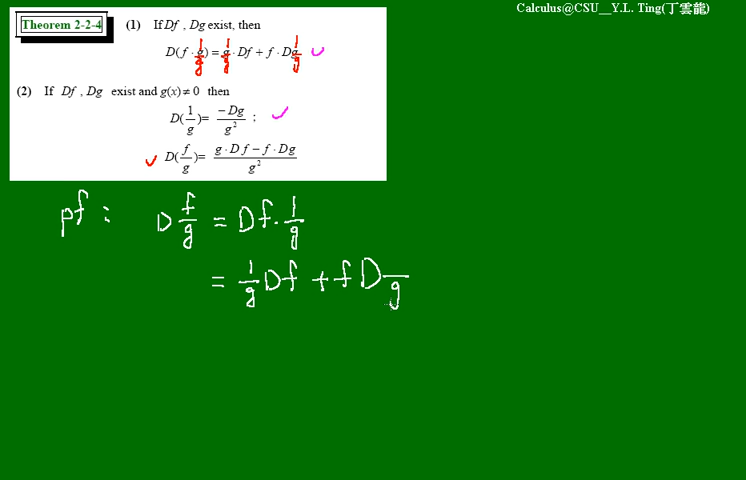 Calculus@CSU__Y.L. Ting(丁雲龍)
Theorem 2-2-4 (1) If Df , Dg exist, then
D(f · g) = g · Df + f · Dg
1/g 1/g 1/g
(2) If Df , Dg exist and g(x) ≠ 0 then
D(1/g) = −Dg/g² :
D(f/g) = (g · Df − f · Dg)/g²
pf : D f/g = Df · 1/g
= 1/g Df + f D —/g